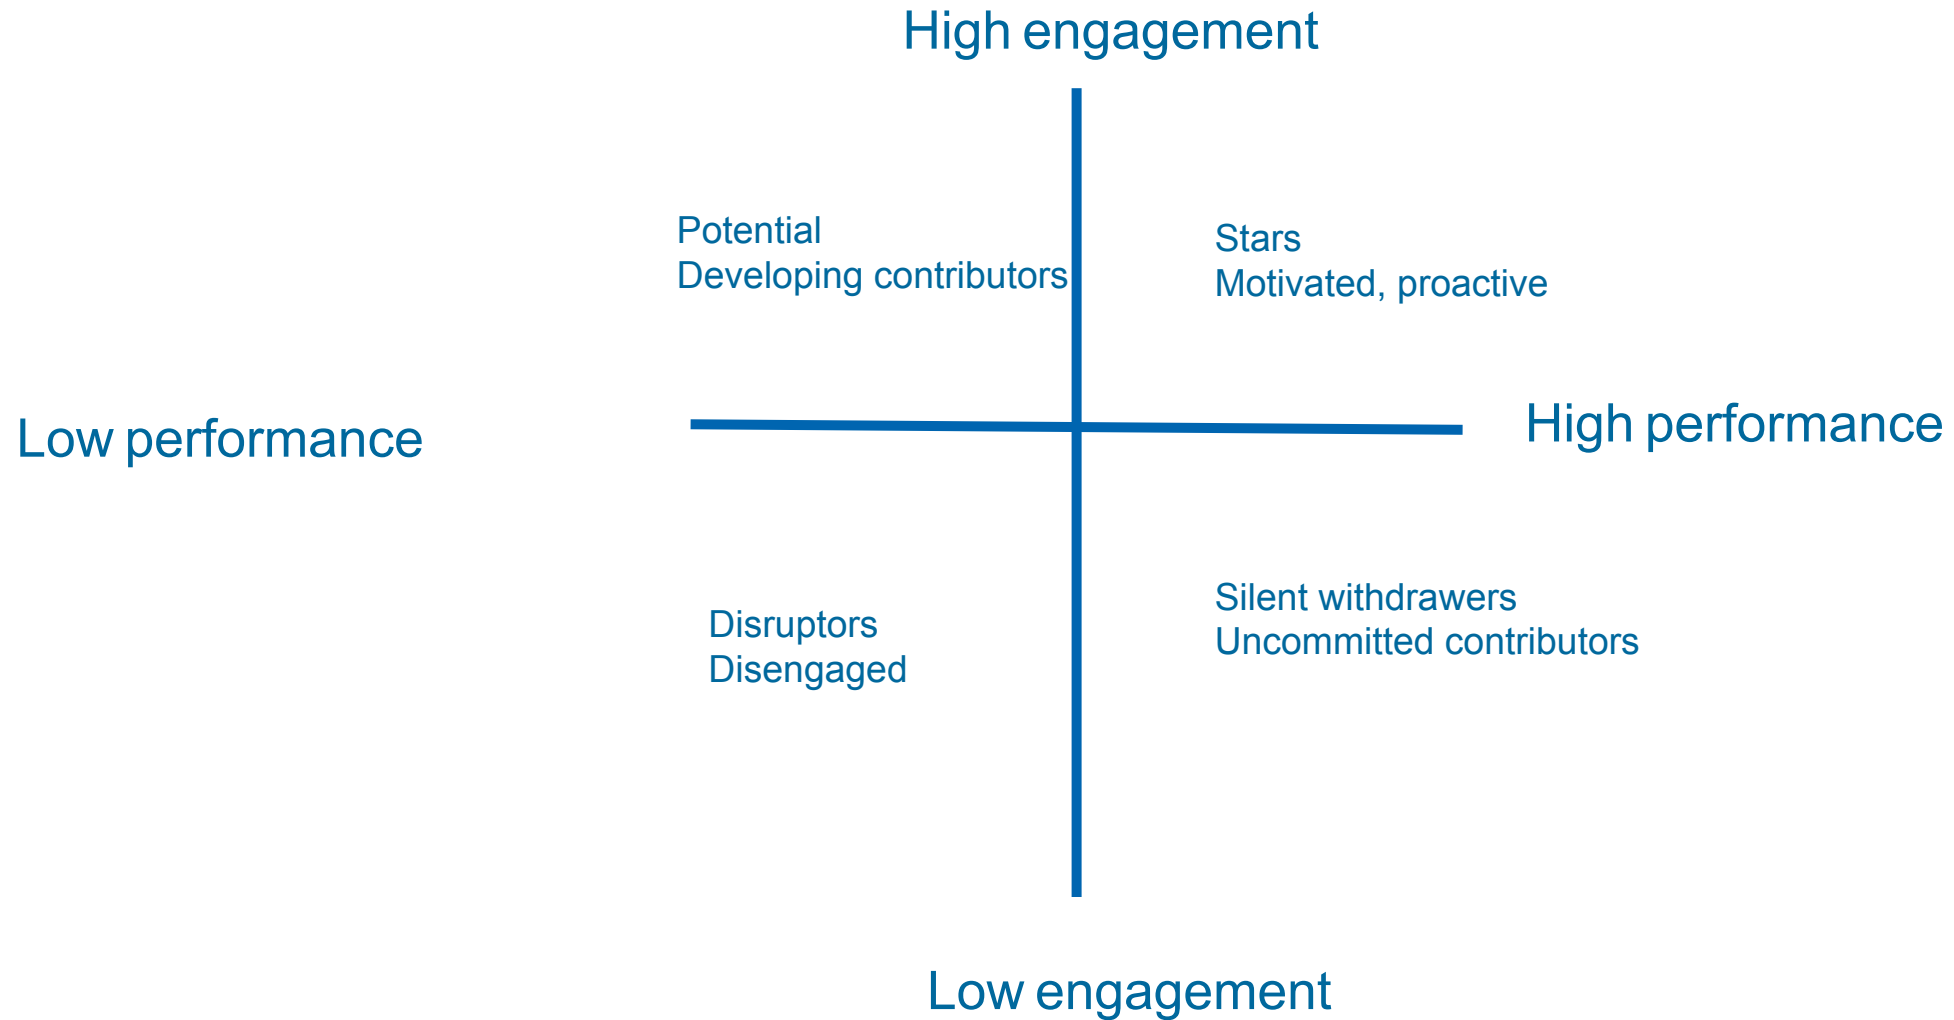 High engagement
Potential
Developing contributors
Stars
Motivated, proactive
Low performance
High performance
Disruptors
Disengaged
Silent withdrawers
Uncommitted contributors
Low engagement